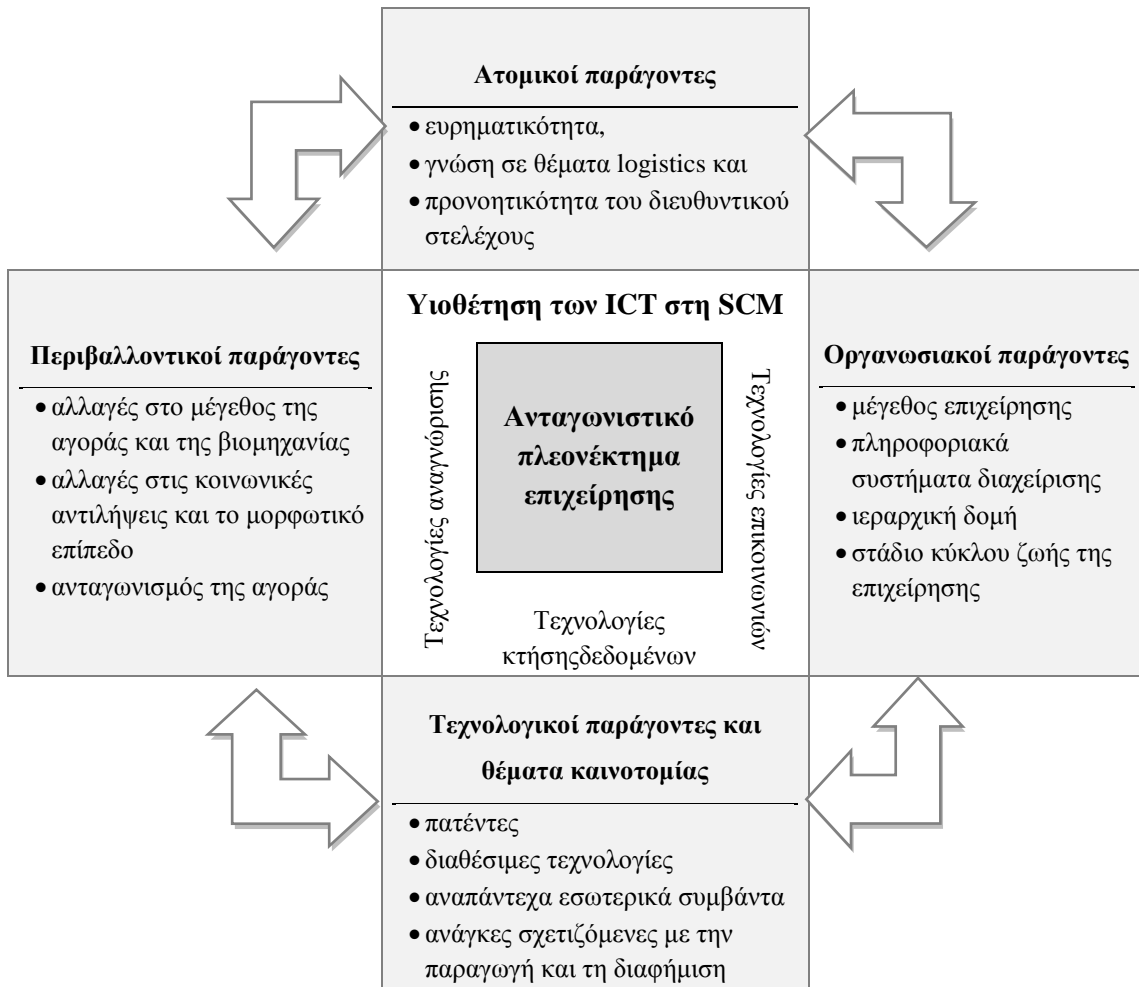 Ατομικοί παράγοντες
• ευρηματικότητα,
• γνώση σε θέματα logistics και
• προνοητικότητα του διευθυντικού
στελέχους
Περιβαλλοντικοί παράγοντες
• αλλαγές στο μέγεθος της
αγοράς και της βιομηχανίας
• αλλαγές στις κοινωνικές
αντιλήψεις και το μορφωτικό
επίπεδο
• ανταγωνισμός της αγοράς
Υιοθέτηση των ICT στη SCM
Τεχνολογίες αναγνώρισης
Ανταγωνιστικό
πλεονέκτημα
επιχείρησης
Τεχνολογίες επικοινωνιών
Τεχνολογίες
κτήσηςδεδομένων
Οργανωσιακοί παράγοντες
• μέγεθος επιχείρησης
• πληροφοριακά
συστήματα διαχείρισης
• ιεραρχική δομή
• στάδιο κύκλου ζωής της
επιχείρησης
Τεχνολογικοί παράγοντες και
θέματα καινοτομίας
• πατέντες
• διαθέσιμες τεχνολογίες
• αναπάντεχα εσωτερικά συμβάντα
• ανάγκες σχετιζόμενες με την
παραγωγή και τη διαφήμιση